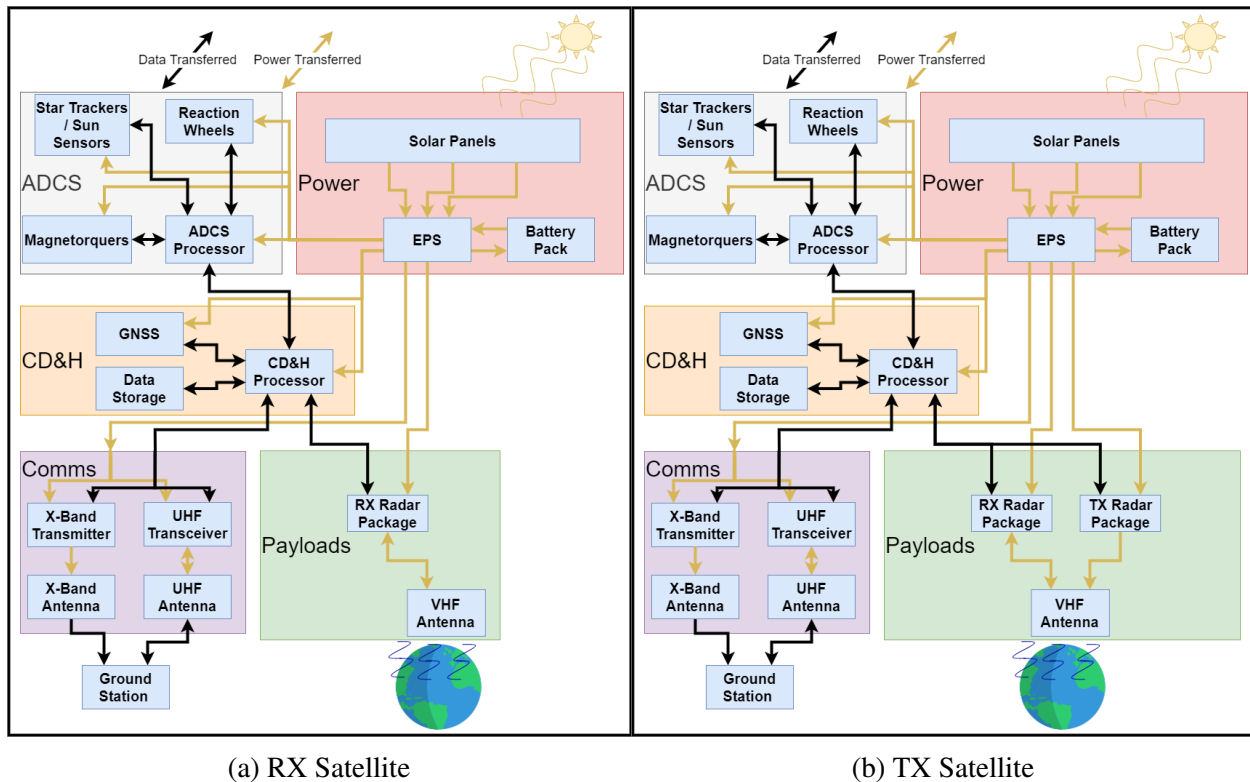 Data Transferred
Power Transferred
Star Trackers
/ Sun
Sensors
Reaction
Wheels
Solar Panels
ADCS
Power
Magnetorquers
ADCS
Processor
EPS
Battery
Pack
GNSS
CD&H
CD&H
Processor
Data
Storage
Comms
X-Band
Transmitter
UHF
Transceiver
RX Radar
Package
Payloads
X-Band
Antenna
UHF
Antenna
VHF
Antenna
Ground
Station
(a) RX Satellite
Data Transferred
Power Transferred
Star Trackers
/ Sun
Sensors
Reaction
Wheels
Solar Panels
ADCS
Power
Magnetorquers
ADCS
Processor
EPS
Battery
Pack
GNSS
CD&H
CD&H
Processor
Data
Storage
Comms
X-Band
Transmitter
UHF
Transceiver
RX Radar
Package
TX Radar
Package
Payloads
X-Band
Antenna
UHF
Antenna
VHF
Antenna
Ground
Station
(b) TX Satellite